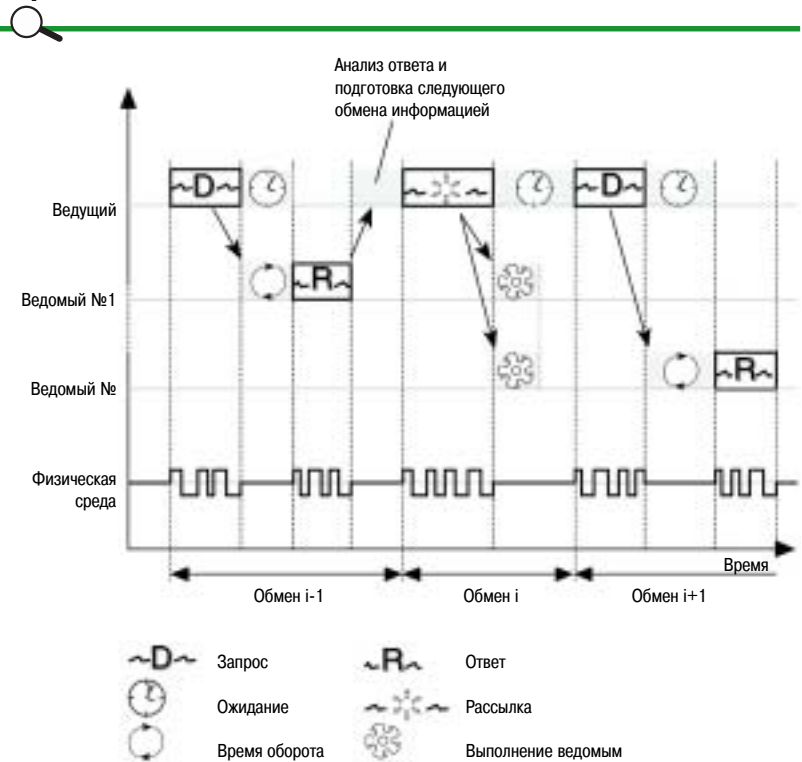 Анализ ответа и
подготовка следующего
обмена информацией
D
D
Ведущий
R
Ведомый №1
R
Ведомый №
Физическая
среда
Время
Обмен i-1
Обмен i
Обмен i+1
D Запрос
R Ответ
Ожидание
Рассылка
Время оборота
Выполнение ведомым